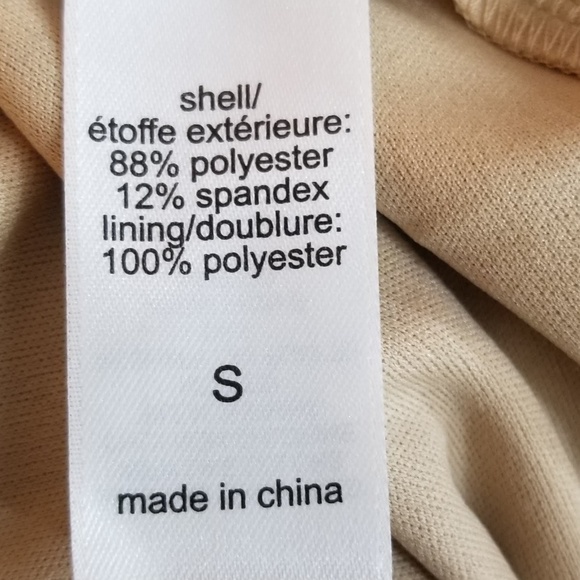 shell/
étoffe extérieure:
88% polyester
12% spandex
lining/doublure:
100% polyester
S
made in china